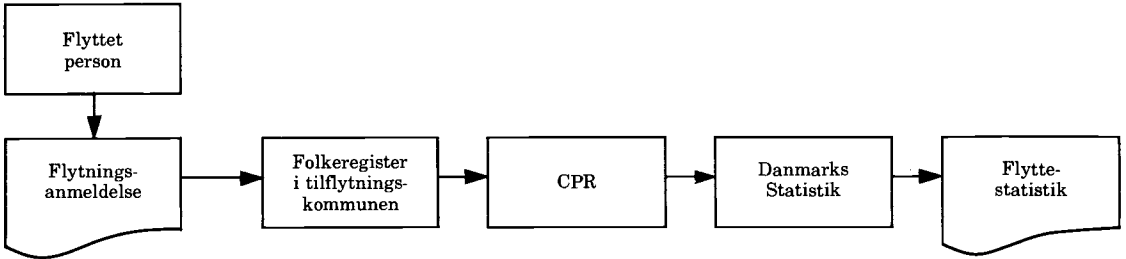 Flyttet
person
Flytnings-
anmeldelse
Folkeregister
i tilflytnings-
kommunen
CPR
Danmarks
Statistik
Flytte-
statistik